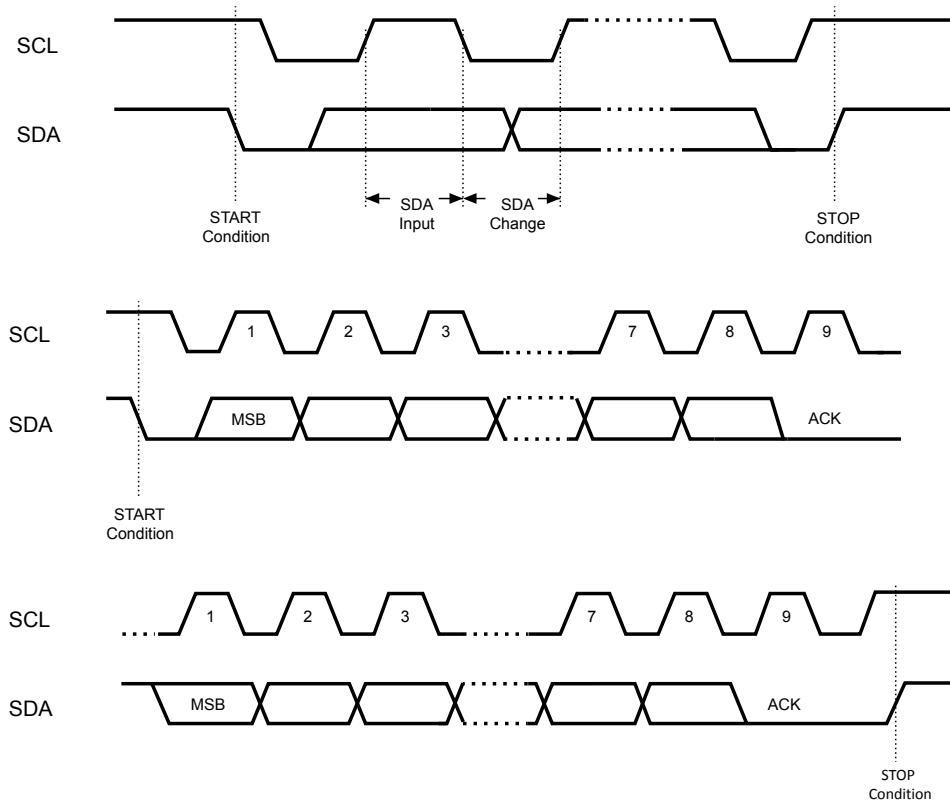 SCL
SDA
SDA
Input
SDA
Change
START
Condition
STOP
Condition
SCL
1 2 3 7 8 9
SDA
MSB ACK
START
Condition
SCL
1 2 3 7 8 9
SDA
MSB ACK
STOP
Condition